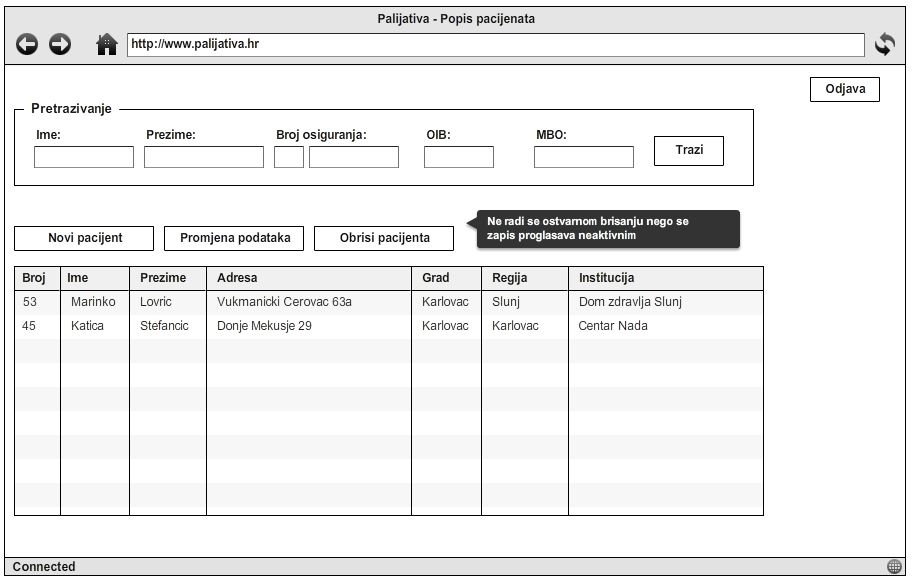 Palijativa - Popis pacijenata
http://www.palijativa.hr
Odjava
Pretrazivanje
Ime: Prezime: Broj osiguranja: OIB: MBO:
Trazi
Ne radi se ostvarnom brisanju nego se
zapis proglasava neaktivnim
Novi pacijent Promjena podataka Obrisi pacijenta
Broj Ime Prezime Adresa Grad Regija Institucija
53 Marinko Lovric Vukmanicki Cerovac 63a Karlovac Slunj Dom zdravlja Slunj
45 Katica Stefancic Donje Mekusje 29 Karlovac Karlovac Centar Nada
Connected